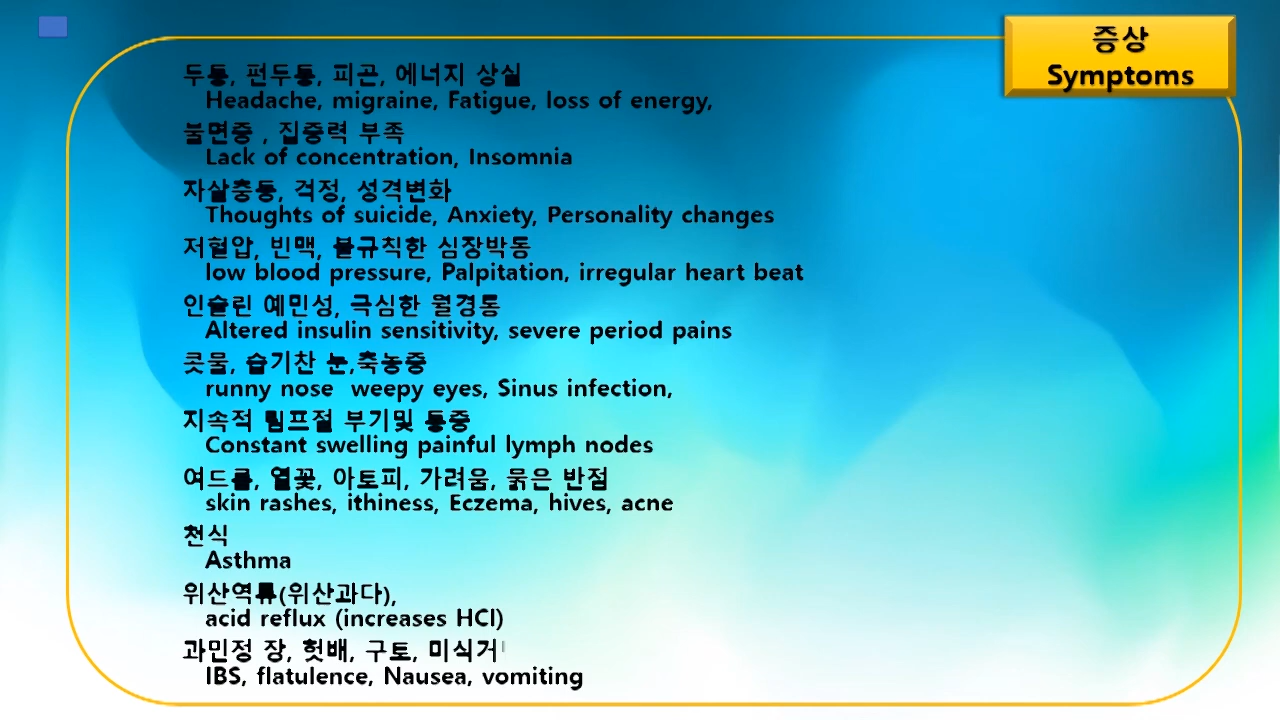 증상
Symptoms
두통, 편두통, 피곤, 에너지 상실
Headache, migraine, Fatigue, loss of energy,
불면증 , 집중력 부족
Lack of concentration, Insomnia
자살충동, 걱정, 성격변화
Thoughts of suicide, Anxiety, Personality changes
저혈압, 빈맥, 불규칙한 심장박동
low blood pressure, Palpitation, irregular heart beat
인슐린 예민성, 극심한 월경통
Altered insulin sensitivity, severe period pains
콧물, 습기찬 눈,축농증
runny nose weepy eyes, Sinus infection,
지속적 림프절 부기및 통증
Constant swelling painful lymph nodes
여드름, 열꽃, 아토피, 가려움, 붉은 반점
skin rashes, ithiness, Eczema, hives, acne
천식
Asthma
위산역류(위산과다),
acid reflux (increases HCl)
과민정 장, 헛배, 구토, 미식거
IBS, flatulence, Nausea, vomiting